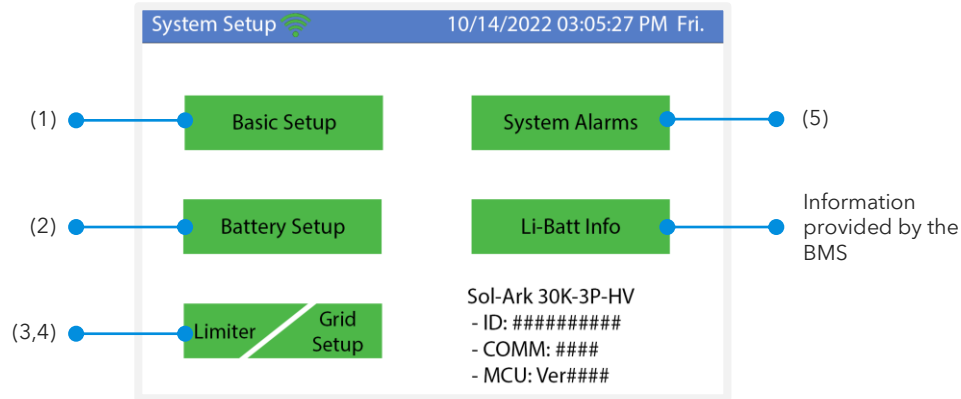 System Setup
10/14/2022 03:05:27 PM Fri.
(1)
Basic Setup
System Alarms
(5)
(2)
Battery Setup
Li-Batt Info
Information
provided by the
BMS
(3,4)
Limiter
Grid
Setup
Sol-Ark 30K-3P-HV
- ID: ##########
- COMM: ####
- MCU: Ver####